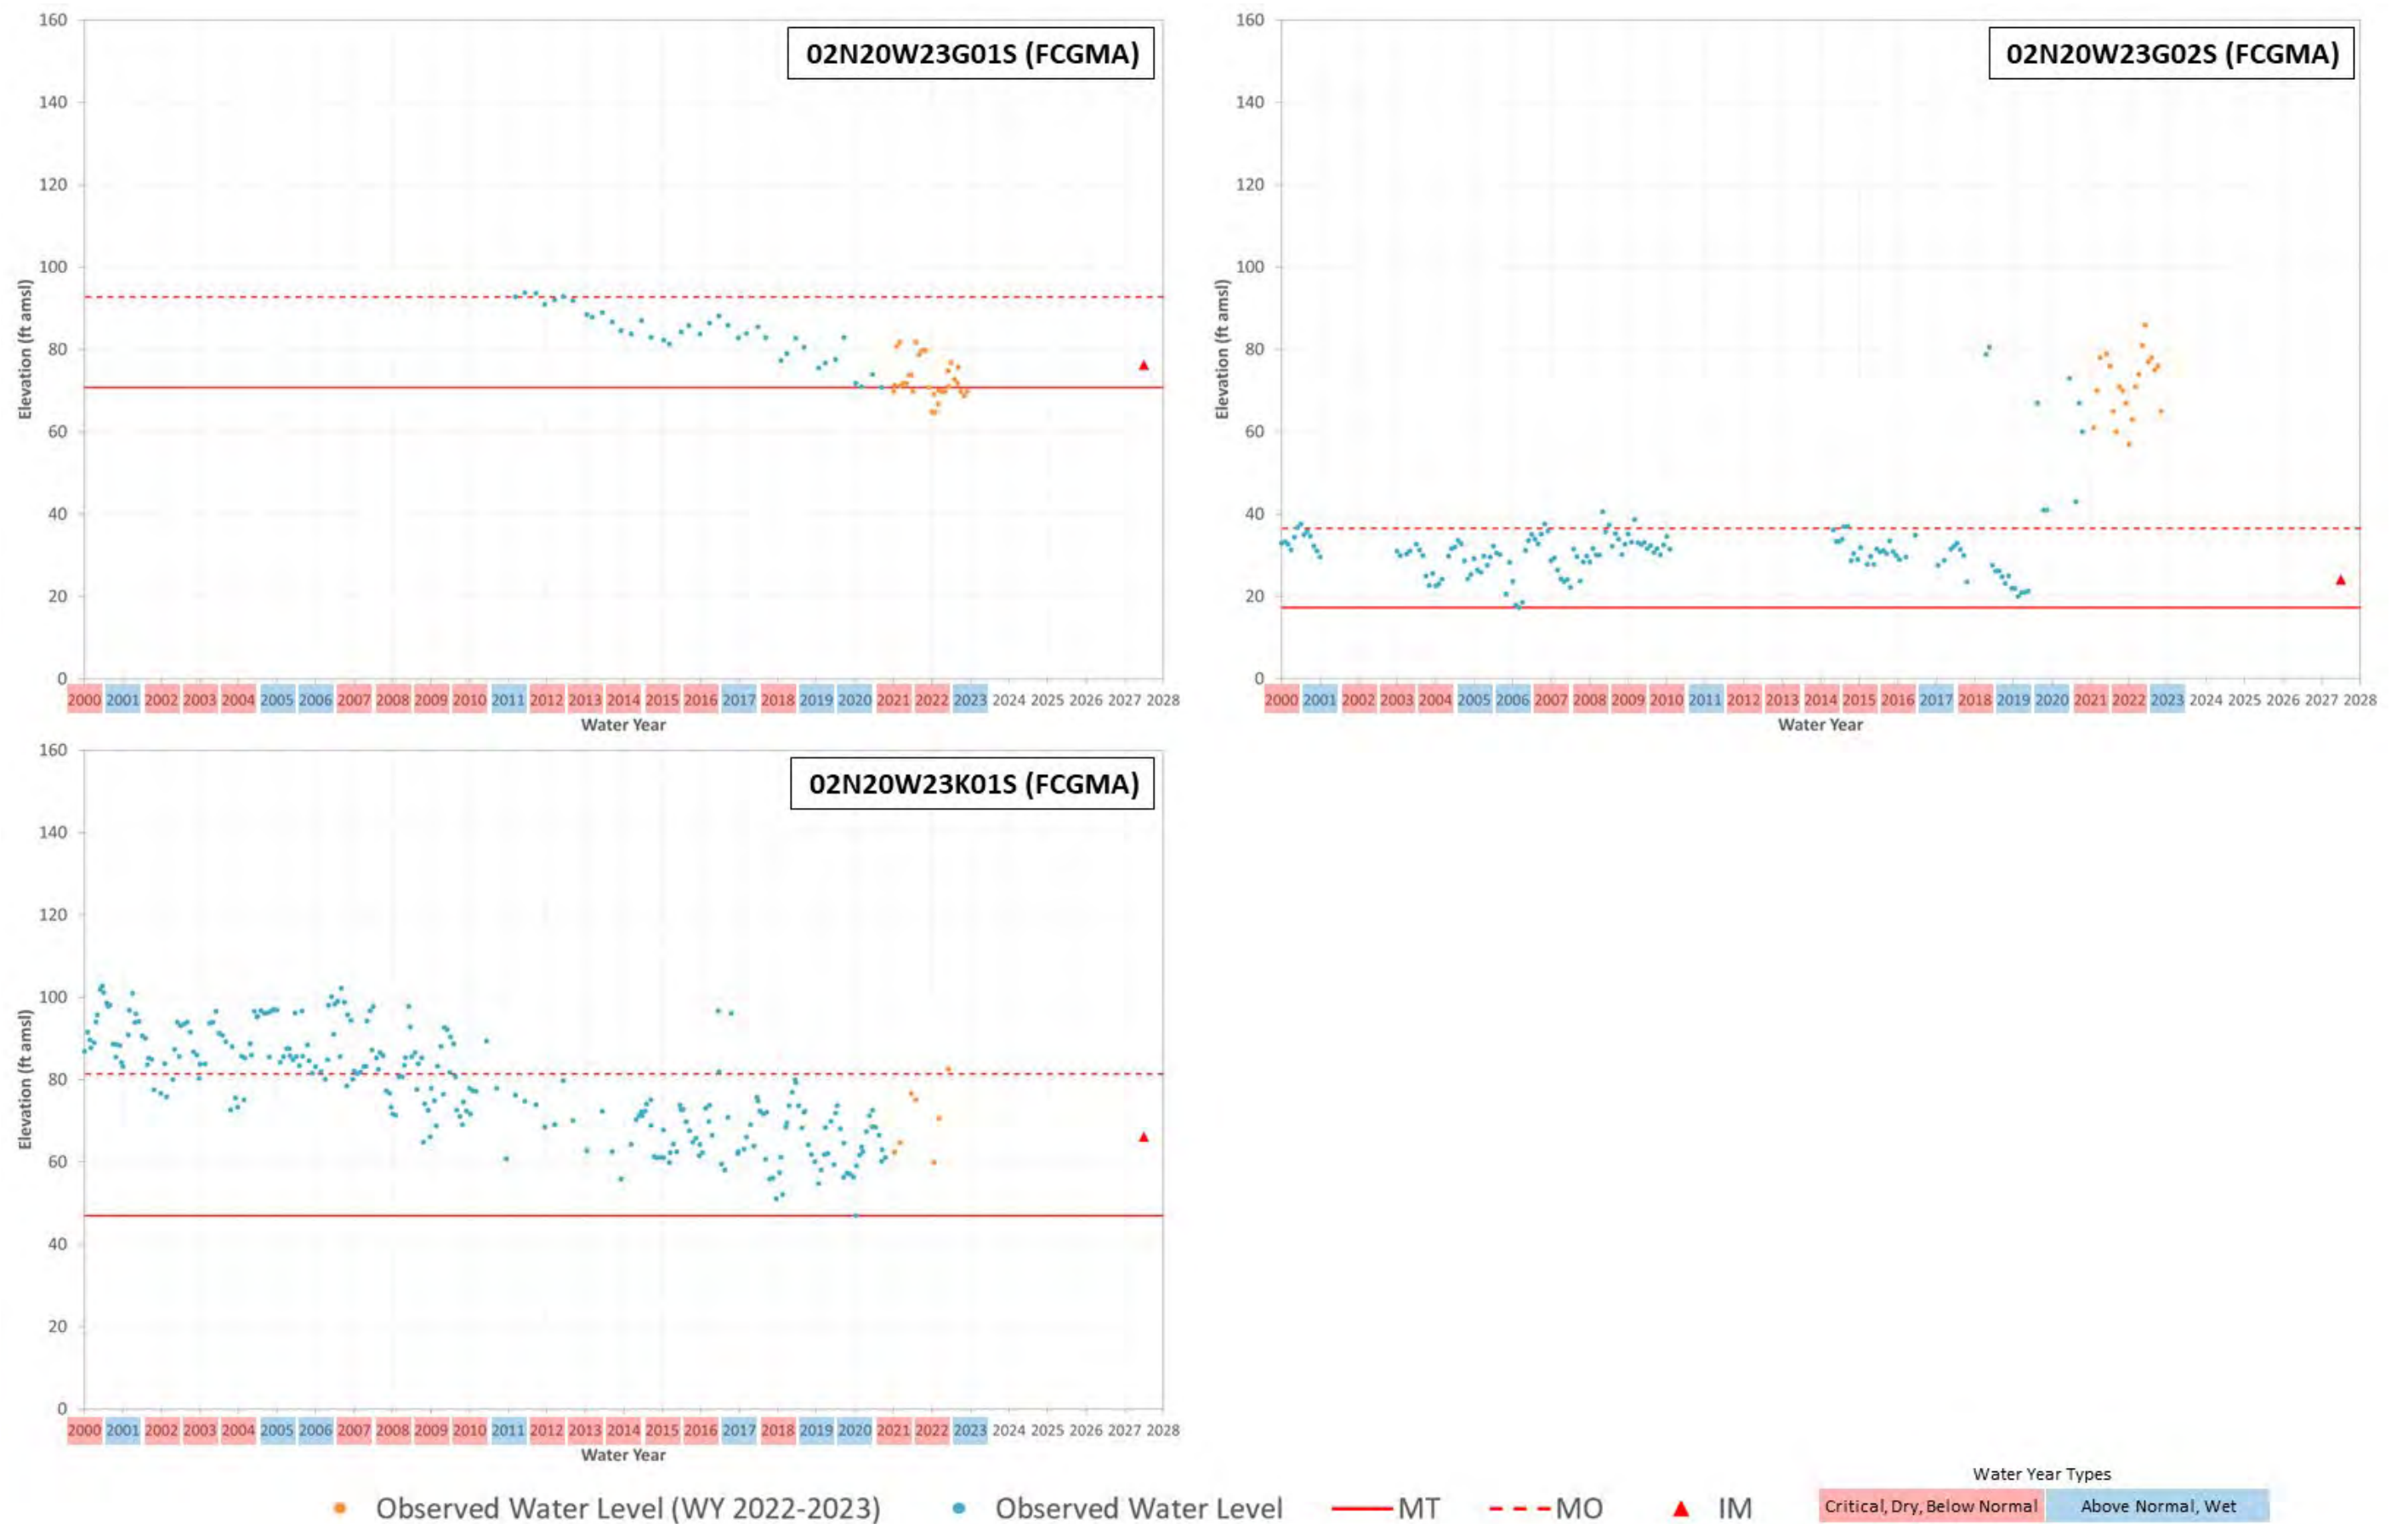 02N20W23G01S (FCGMA)
Elevation (ft amsl)
160
140
120
100
80
60
40
20
0
2000 2001 2002 2003 2004 2005 2006 2007 2008 2009 2010 2011 2012 2013 2014 2015 2016 2017 2018 2019 2020 2021 2022 2023 2024 2025 2026 2027 2028
Water Year
02N20W23G02S (FCGMA)
Elevation (ft amsl)
160
140
120
100
80
60
40
20
0
2000 2001 2002 2003 2004 2005 2006 2007 2008 2009 2010 2011 2012 2013 2014 2015 2016 2017 2018 2019 2020 2021 2022 2023 2024 2025 2026 2027 2028
Water Year
02N20W23K01S (FCGMA)
Elevation (ft amsl)
160
140
120
100
80
60
40
20
0
2000 2001 2002 2003 2004 2005 2006 2007 2008 2009 2010 2011 2012 2013 2014 2015 2016 2017 2018 2019 2020 2021 2022 2023 2024 2025 2026 2027 2028
Water Year
Observed Water Level (WY 2022-2023) Observed Water Level MT MO IM
Water Year Types
Critical, Dry, Below Normal Above Normal, Wet